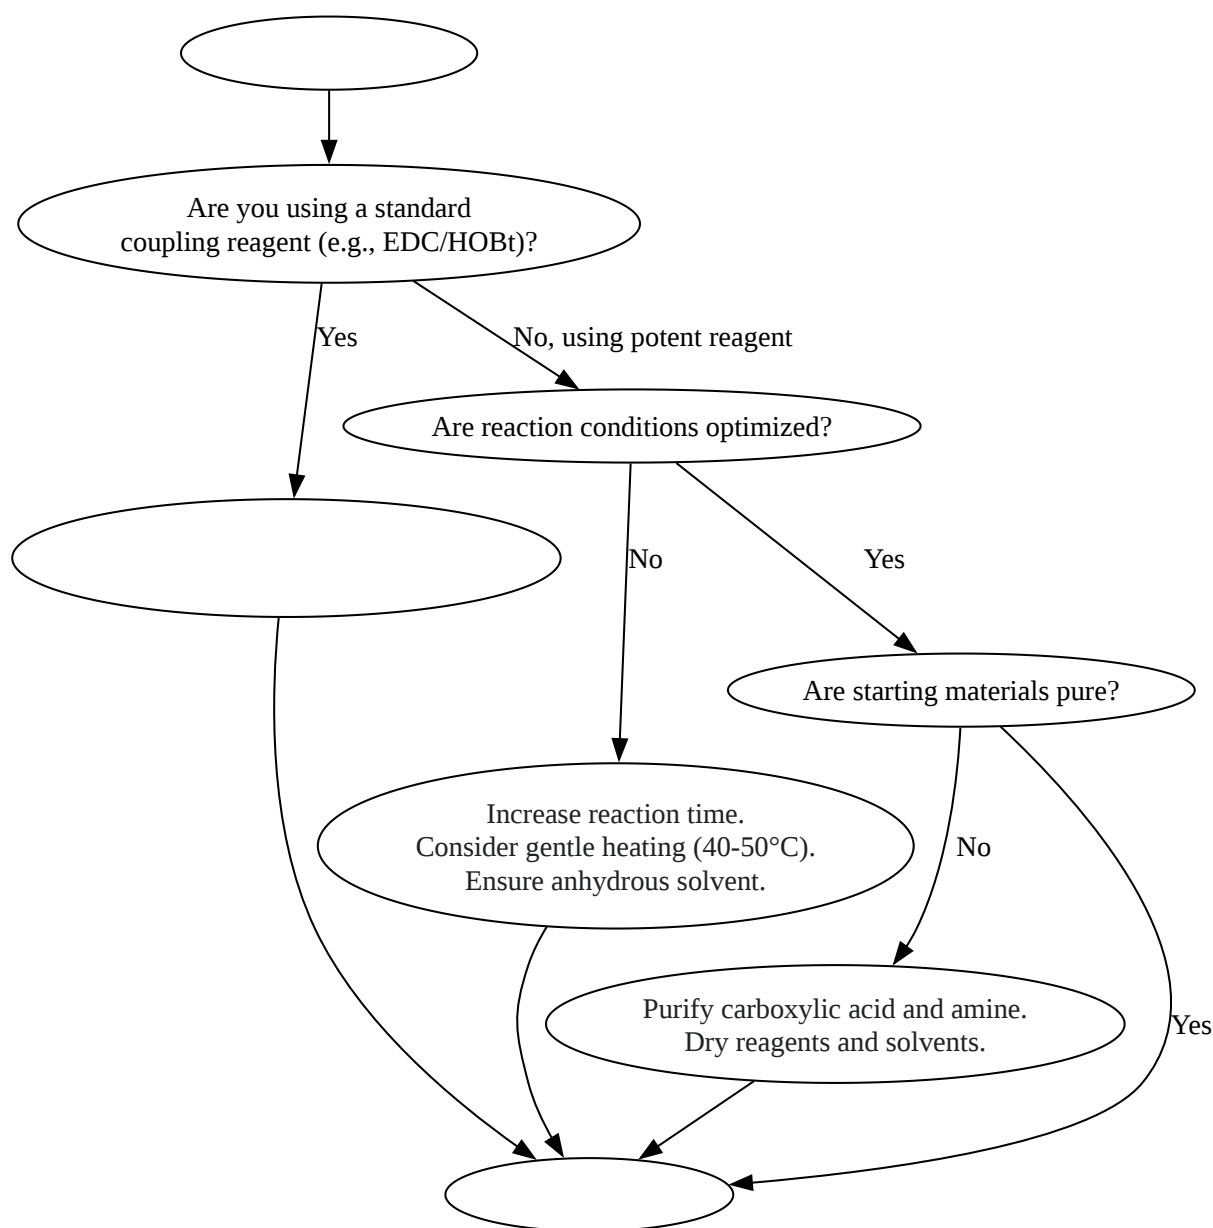 Are you using a standard
coupling reagent (e.g., EDC/HOBt)?
Yes
No, using potent reagent
Are reaction conditions optimized?
No
Yes
Are starting materials pure?
Increase reaction time.
Consider gentle heating (40-50°C).
Ensure anhydrous solvent.
No
Purify carboxylic acid and amine.
Dry reagents and solvents.
Yes